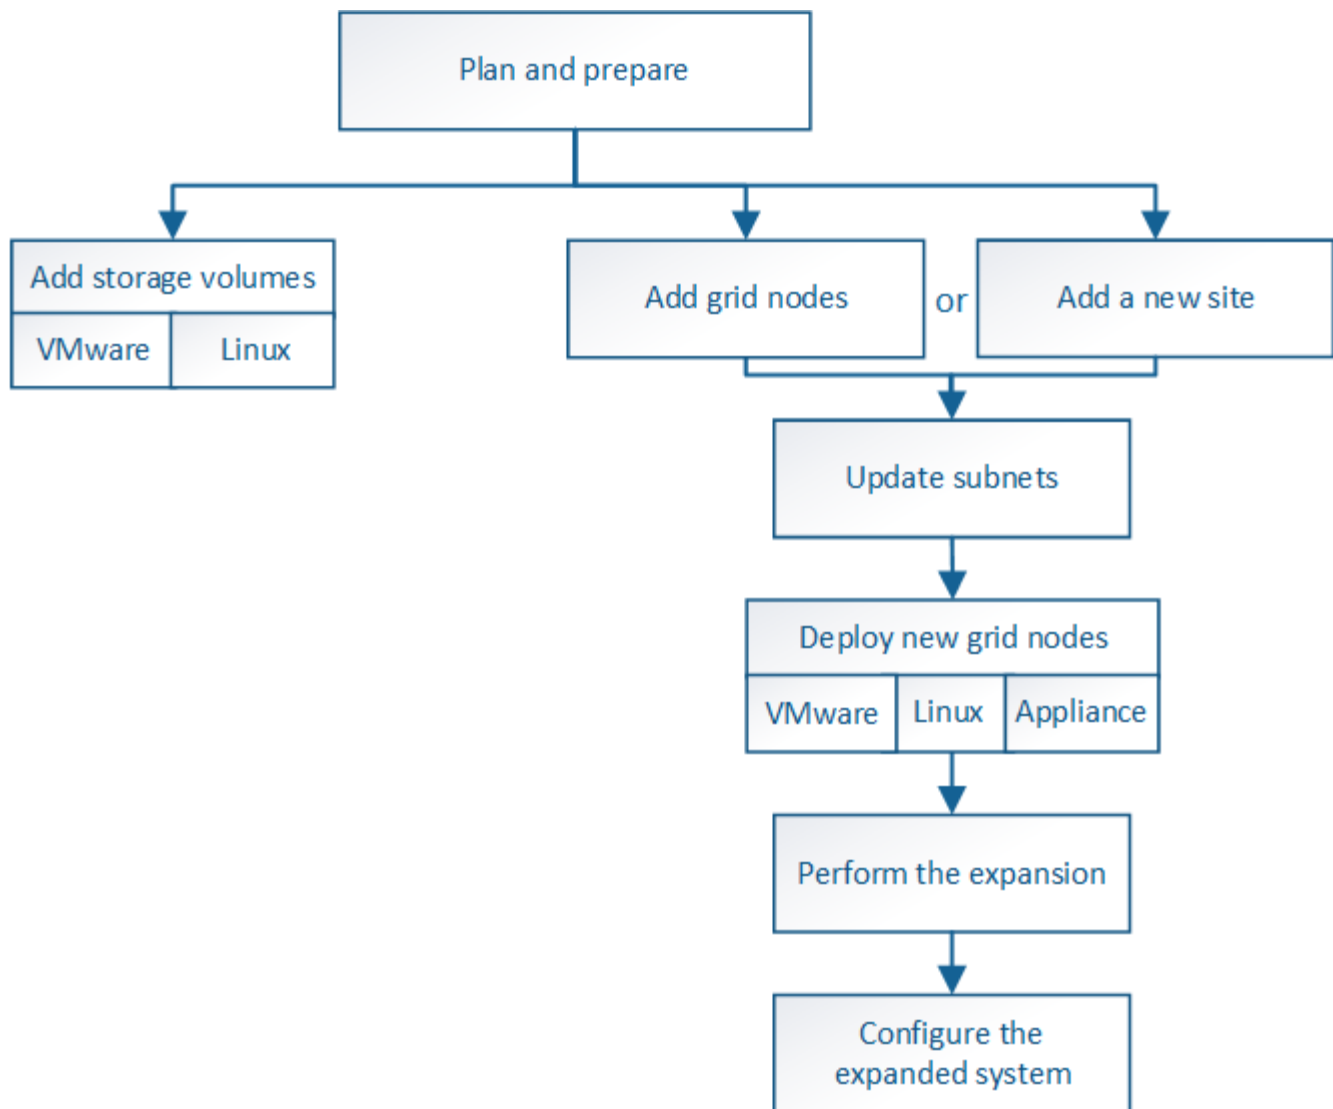 Plan and prepare
Add storage volumes
VMware
Linux
Add grid nodes
or
Add a new site
Update subnets
Deploy new grid nodes
VMware
Linux
Appliance
Perform the expansion
Configure the
expanded system